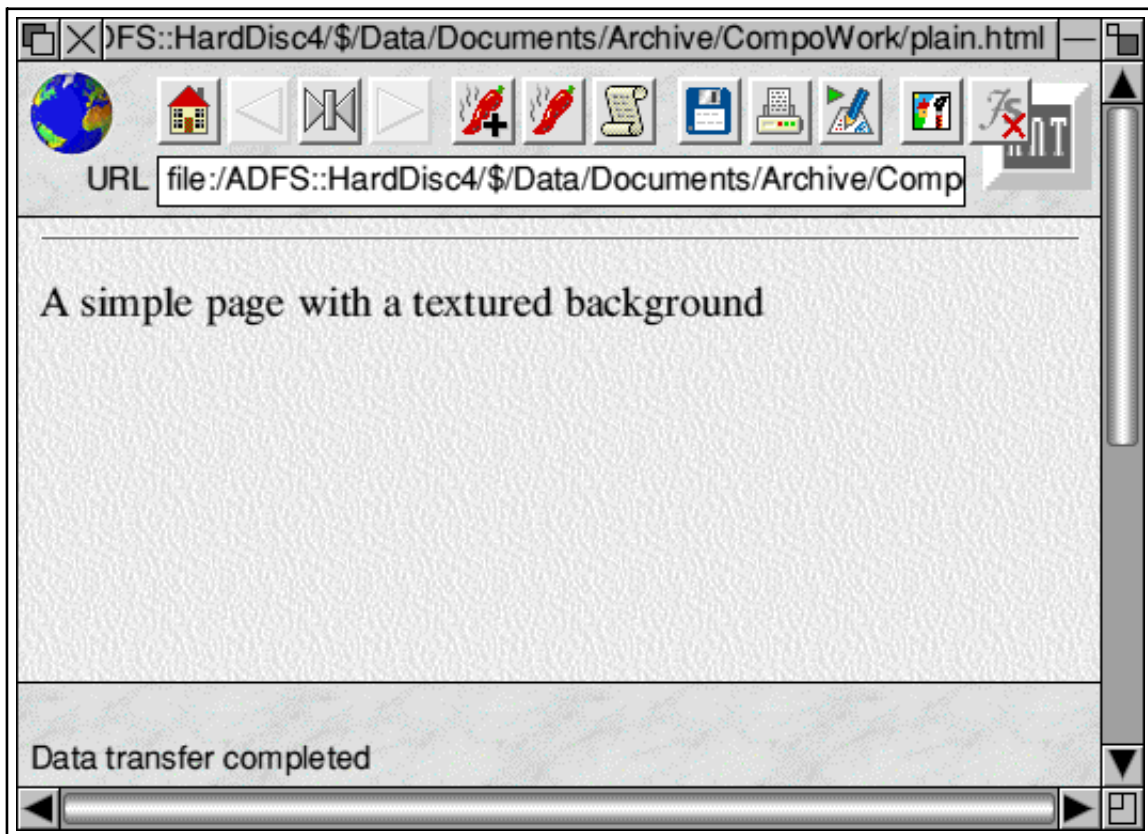 DFS::HardDisc4/$/Data/Documents/Archive/CompoWork/plain.html
URL file:/ADFS::HardDisc4/$/Data/Documents/Archive/Comp
A simple page with a textured background
Data transfer completed